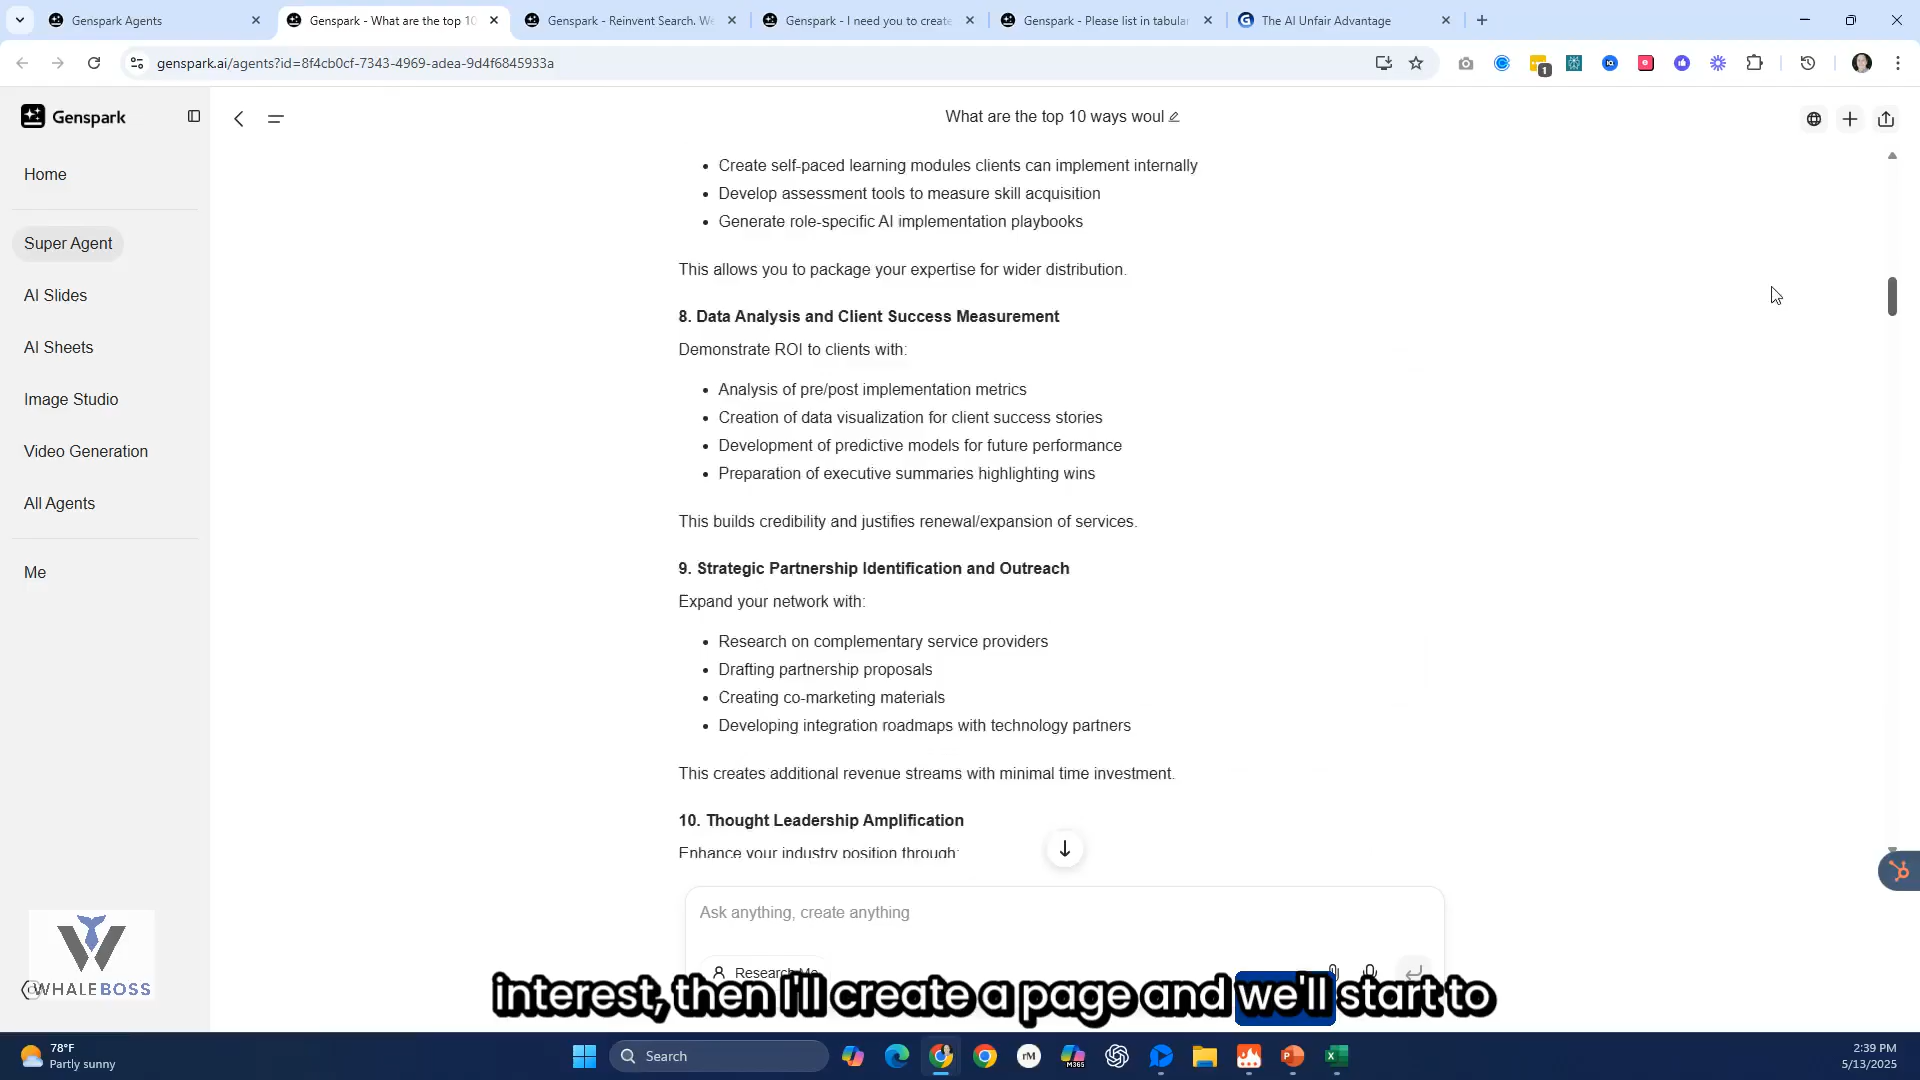 Genspark Agents
Genspark - What are the top 10
Genspark - Reinvent Search. We
Genspark - I need you to create
Genspark - Please list in tabular
The AI Unfair Advantage
genspark.ai/agents?id=8f4cb0cf-7343-4969-adea-9d4f6845933a
1
Genspark
What are the top 10 ways woul
Home
Super Agent
AI Slides
AI Sheets
Image Studio
Video Generation
All Agents
Me
• Create self-paced learning modules clients can implement internally
• Develop assessment tools to measure skill acquisition
• Generate role-specific AI implementation playbooks
This allows you to package your expertise for wider distribution.
8. Data Analysis and Client Success Measurement
Demonstrate ROI to clients with:
• Analysis of pre/post implementation metrics
• Creation of data visualization for client success stories
• Development of predictive models for future performance
• Preparation of executive summaries highlighting wins
This builds credibility and justifies renewal/expansion of services.
9. Strategic Partnership Identification and Outreach
Expand your network with:
• Research on complementary service providers
• Drafting partnership proposals
• Creating co-marketing materials
• Developing integration roadmaps with technology partners
This creates additional revenue streams with minimal time investment.
10. Thought Leadership Amplification
Enhance your industry position through:
Ask anything, create anything
Research Me
interest, then I'll create a page and we'll start to
WHALEBOSS
78°F
Partly sunny
Search
rM
M365
2:39 PM
5/13/2025